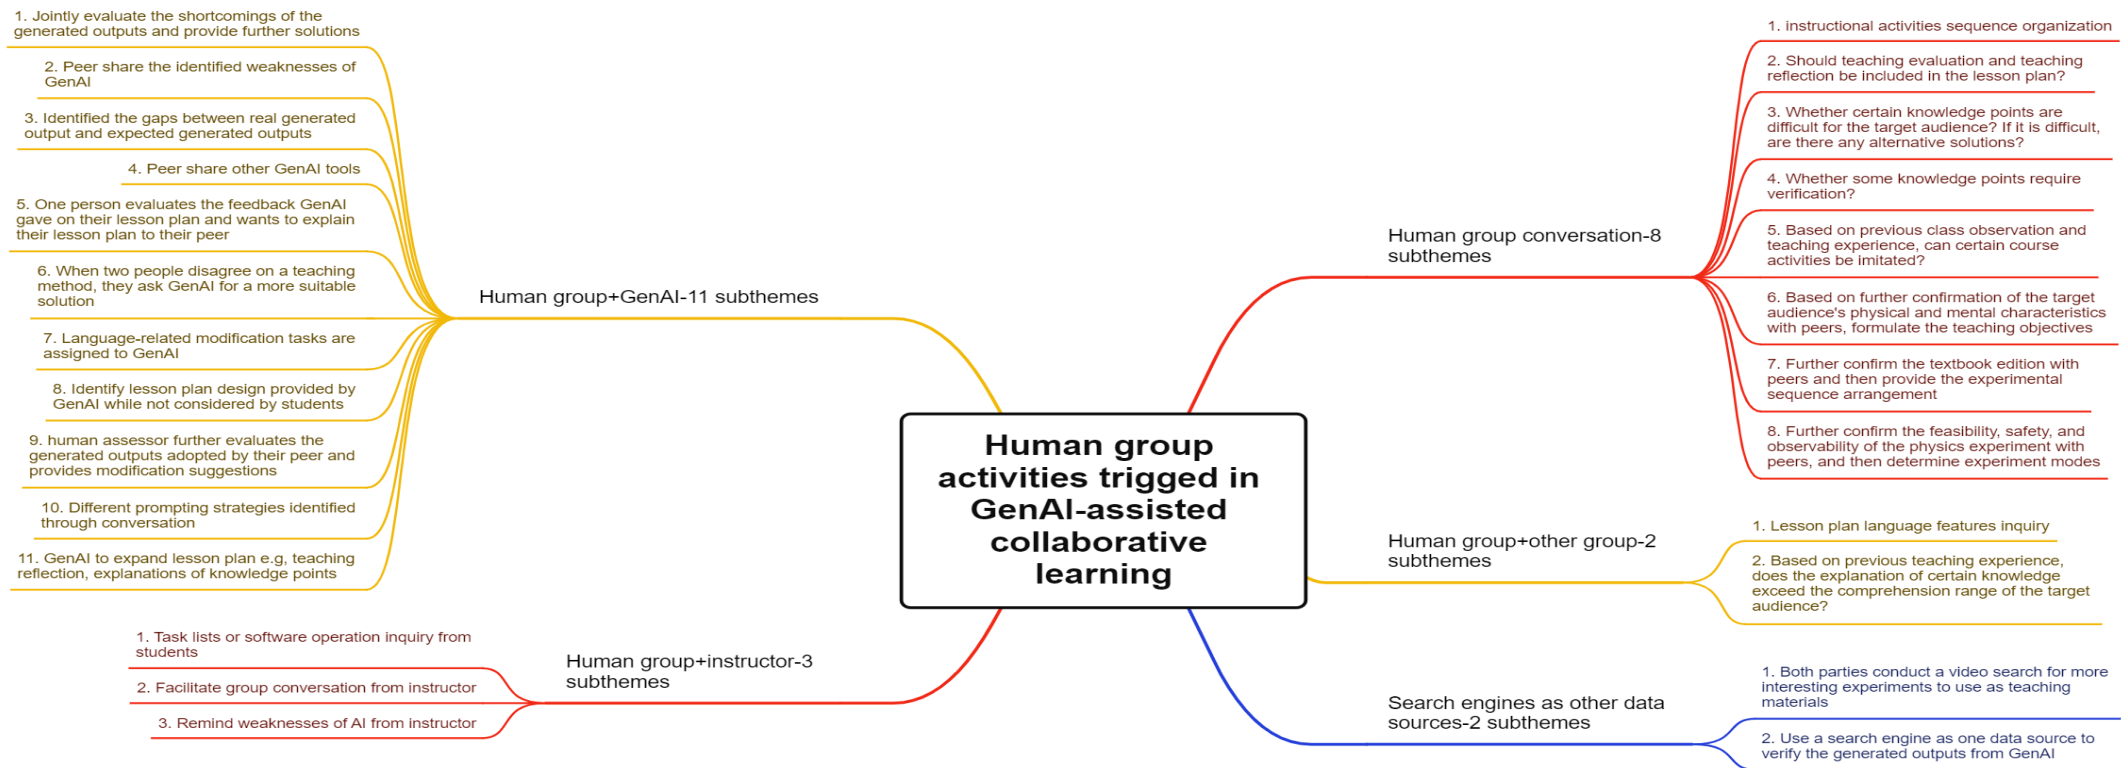 1. Jointly evaluate the shortcomings of the
generated outputs and provide further solutions
2. Peer share the identified weaknesses of
GenAI
3. Identified the gaps between real generated
output and expected generated outputs
4. Peer share other GenAI tools
5. One person evaluates the feedback GenAI
gave on their lesson plan and wants to explain
their lesson plan to their peer
6. When two people disagree on a teaching
method, they ask GenAI for a more suitable
solution
7. Language-related modification tasks are
assigned to GenAI
8. Identify lesson plan design provided by
GenAI while not considered by students
9. human assessor further evaluates the
generated outputs adopted by their peer and
provides modification suggestions
10. Different prompting strategies identified
through conversation
11. GenAI to expand lesson plan e.g, teaching
reflection, explanations of knowledge points
Human group+GenAI-11 subthemes
1. Task lists or software operation inquiry from
students
2. Facilitate group conversation from instructor
3. Remind weaknesses of AI from instructor
Human group+instructor-3
subthemes
Human group
activities trigged in
GenAI-assisted
collaborative
learning
Human group conversation-8
subthemes
1. instructional activities sequence organization
2. Should teaching evaluation and teaching
reflection be included in the lesson plan?
3. Whether certain knowledge points are
difficult for the target audience? If it is difficult,
are there any alternative solutions?
4. Whether some knowledge points require
verification?
5. Based on previous class observation and
teaching experience, can certain course
activities be imitated?
6. Based on further confirmation of the target
audience's physical and mental characteristics
with peers, formulate the teaching objectives
7. Further confirm the textbook edition with
peers and then provide the experimental
sequence arrangement
8. Further confirm the feasibility, safety, and
observability of the physics experiment with
peers, and then determine experiment modes
Human group+other group-2
subthemes
1. Lesson plan language features inquiry
2. Based on previous teaching experience,
does the explanation of certain knowledge
exceed the comprehension range of the target
audience?
Search engines as other data
sources-2 subthemes
1. Both parties conduct a video search for more
interesting experiments to use as teaching
materials
2. Use a search engine as one data source to
verify the generated outputs from GenAI